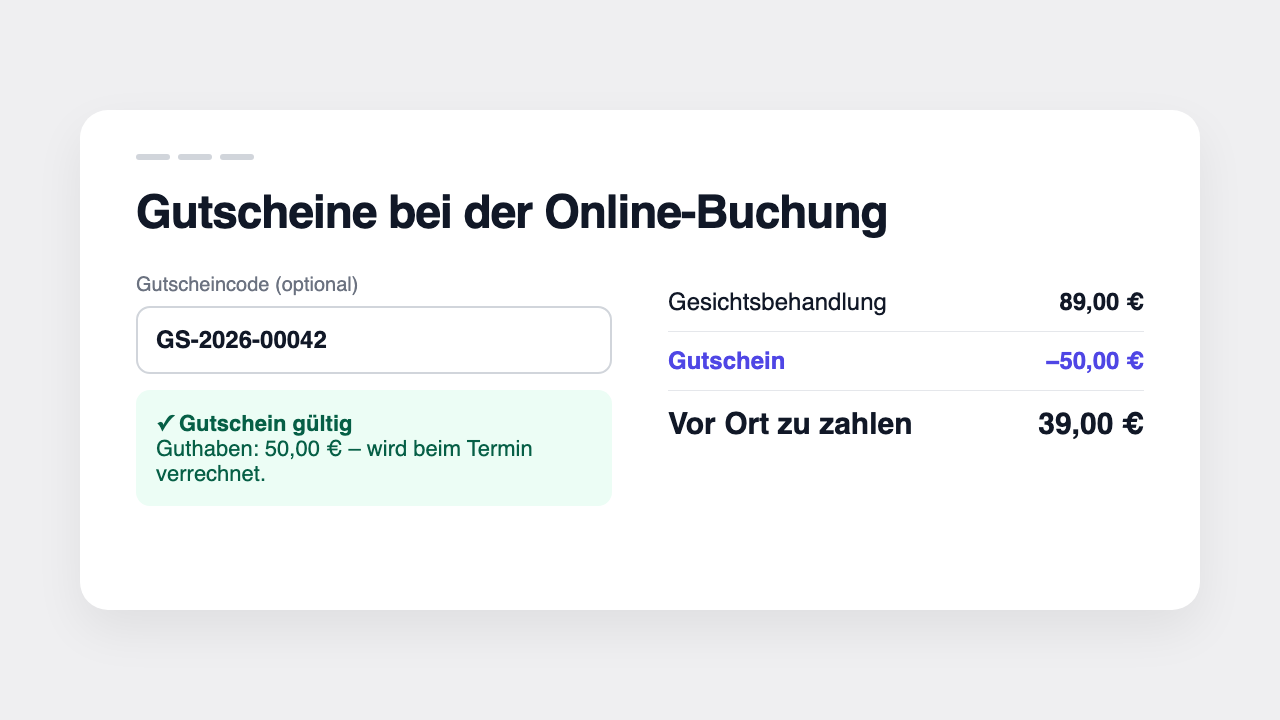 Gutscheine bei der Online-Buchung
Gutscheincode (optional)
GS-2026-00042
✓ Gutschein gültig
Guthaben: 50,00 € – wird beim Termin
verrechnet.
Gesichtsbehandlung 89,00 €
Gutschein –50,00 €
Vor Ort zu zahlen 39,00 €